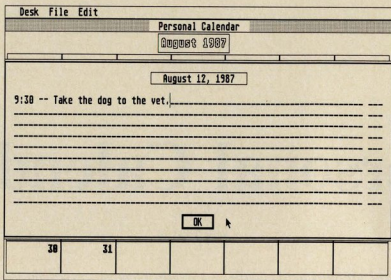 Desk File Edit
Personal Calendar
August 1987
August 12, 1987
9:30 -- Take the dog to the vet.
OK
30 31